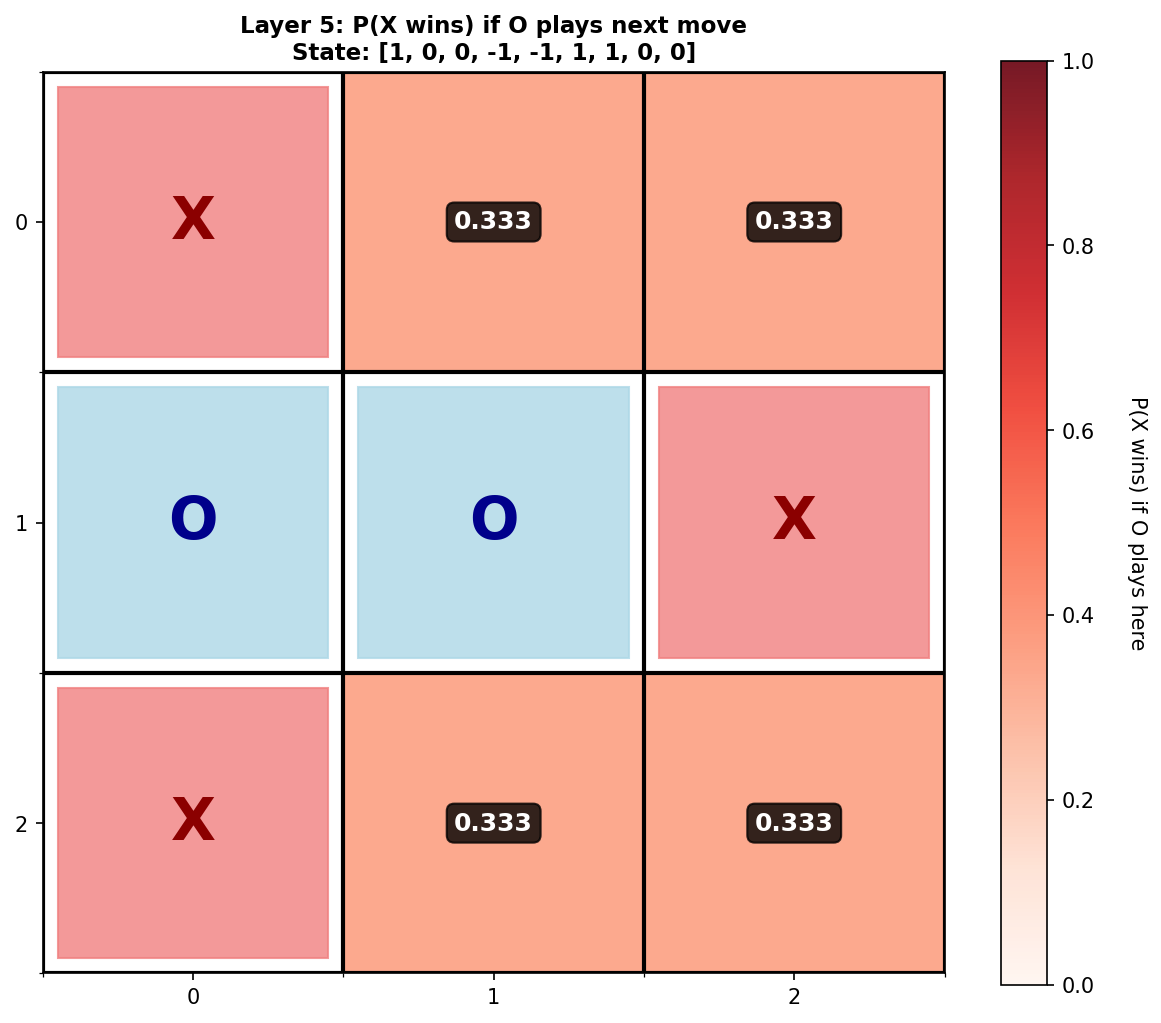 Layer 5: P(X wins) if O plays next move
State: [1, 0, 0, -1, -1, 1, 1, 0, 0]
0
X
0.333
0.333
1
O
O
X
2
X
0.333
0.333
0
1
2
1.0
0.8
0.6
0.4
0.2
0.0
P(X wins) if O plays here